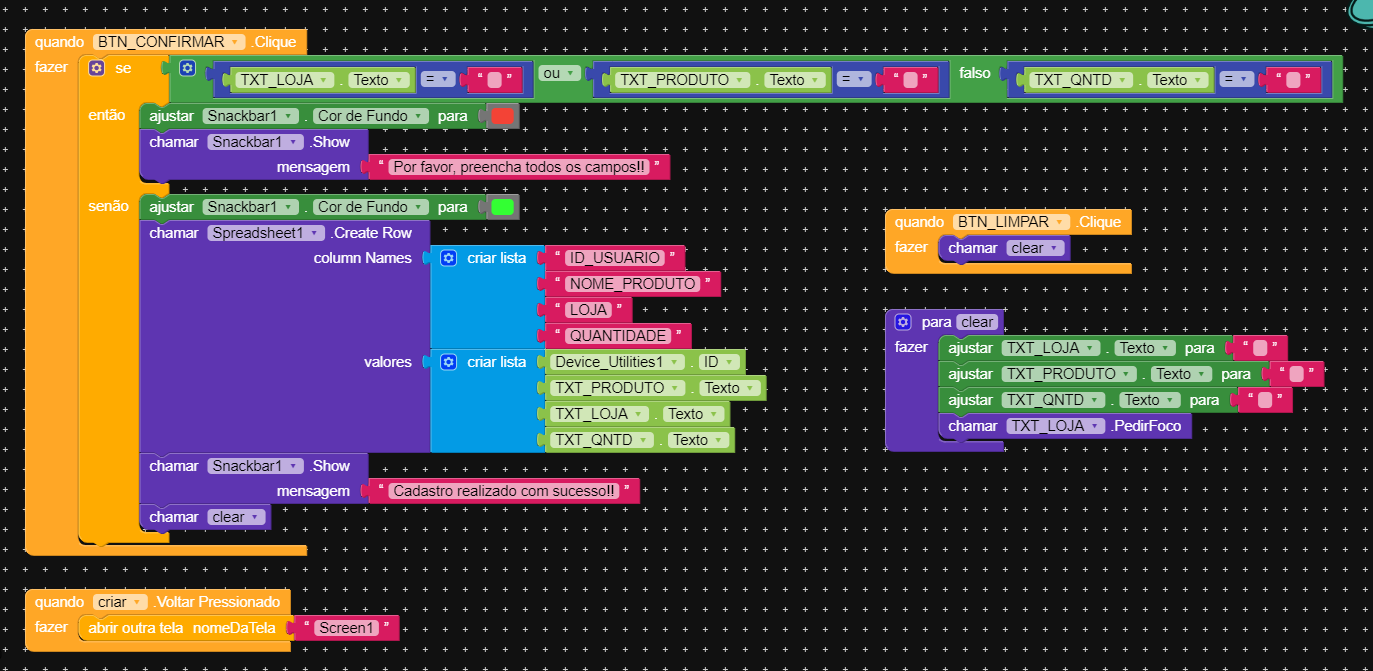 quando BTN_CONFIRMAR .Clique
fazer se TXT_LOJA . Texto = “ ” ou TXT_PRODUTO . Texto = “ ” falso TXT_QNTD . Texto = “ ”
então ajustar Snackbar1 . Cor de Fundo para
chamar Snackbar1 .Show
mensagem “ Por favor, preencha todos os campos!! ”
senão ajustar Snackbar1 . Cor de Fundo para
chamar Spreadsheet1 .Create Row
column Names criar lista “ ID_USUARIO ”
“ NOME_PRODUTO ”
“ LOJA ”
“ QUANTIDADE ”
valores criar lista Device_Utilities1 . ID
TXT_PRODUTO . Texto
TXT_LOJA . Texto
TXT_QNTD . Texto
chamar Snackbar1 .Show
mensagem “ Cadastro realizado com sucesso!! ”
chamar clear
quando criar .Voltar Pressionado
fazer abrir outra tela nomeDaTela “ Screen1 ”
quando BTN_LIMPAR .Clique
fazer chamar clear
para clear
fazer ajustar TXT_LOJA . Texto para “ ”
ajustar TXT_PRODUTO . Texto para “ ”
ajustar TXT_QNTD . Texto para “ ”
chamar TXT_LOJA .PedirFoco